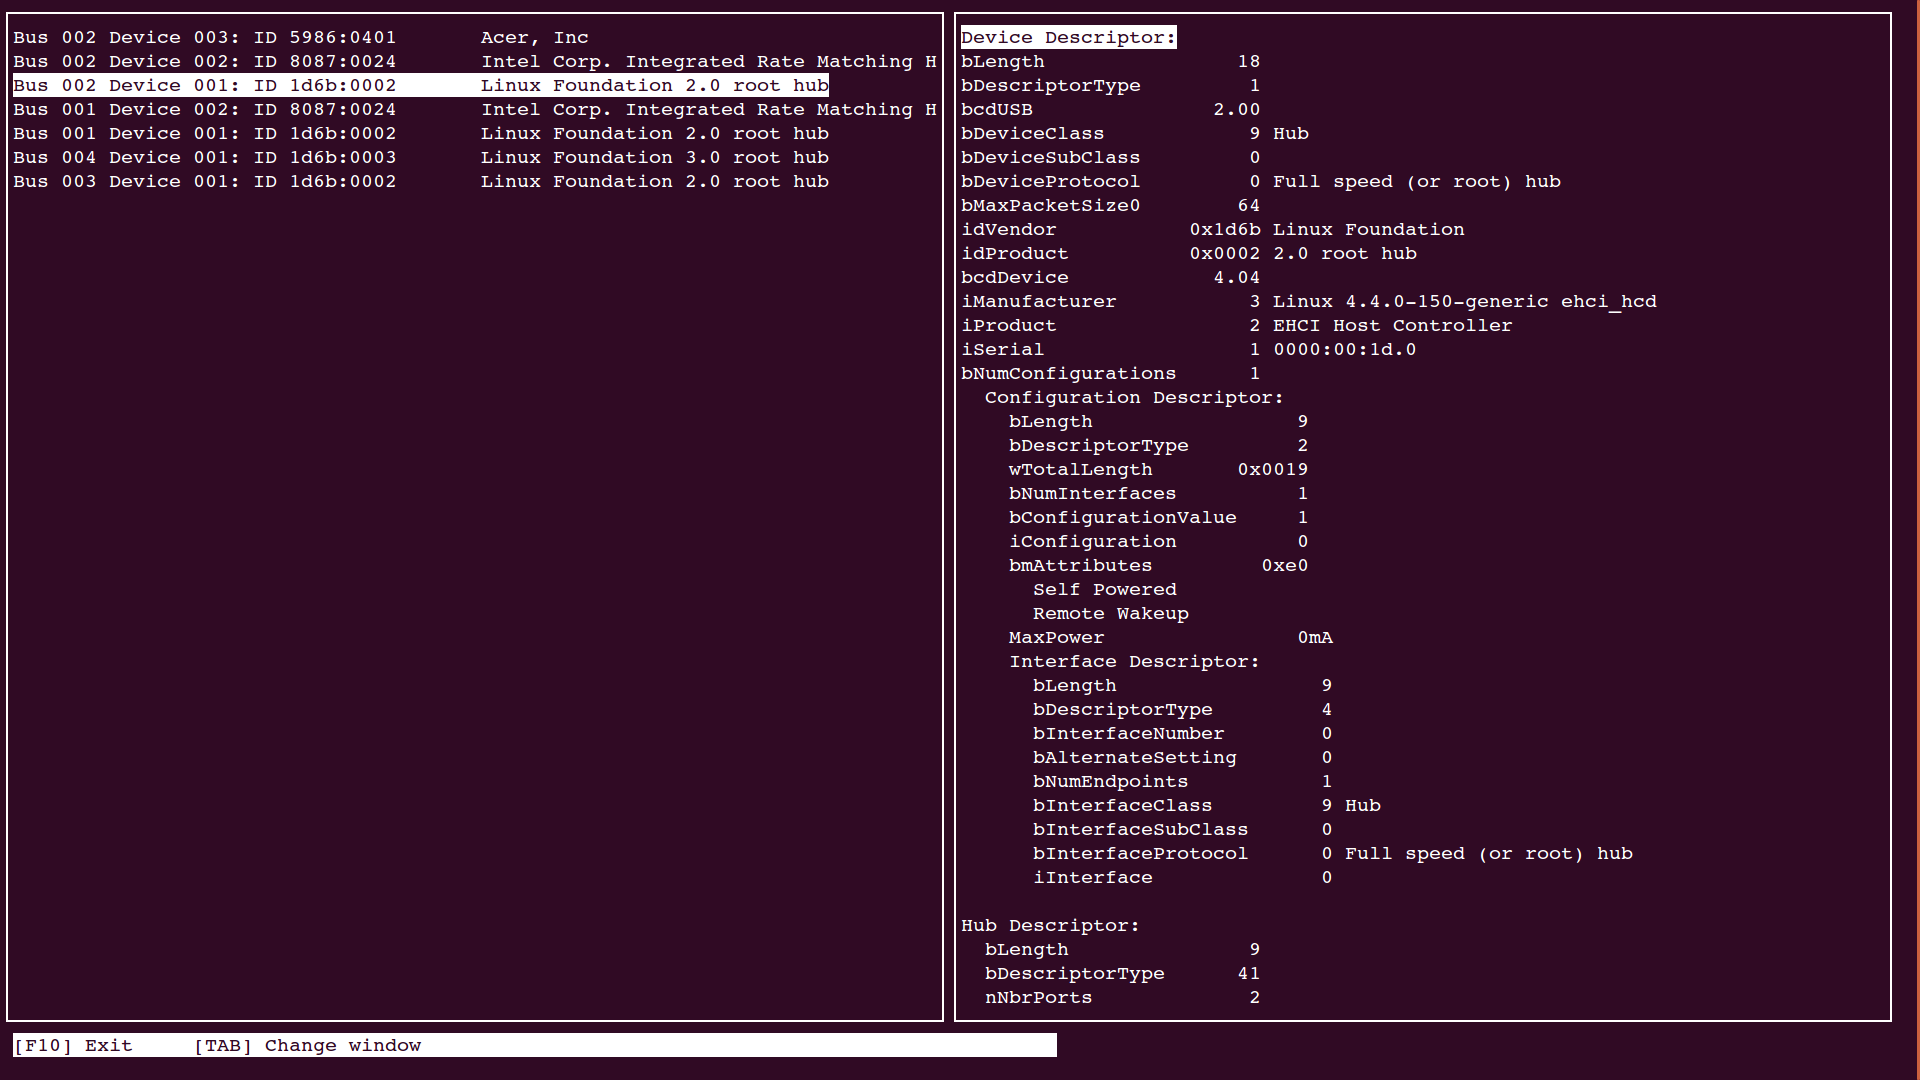 Bus 002 Device 003: ID 5986:0401       Acer, Inc
Bus 002 Device 002: ID 8087:0024       Intel Corp. Integrated Rate Matching H
Bus 002 Device 001: ID 1d6b:0002       Linux Foundation 2.0 root hub
Bus 001 Device 002: ID 8087:0024       Intel Corp. Integrated Rate Matching H
Bus 001 Device 001: ID 1d6b:0002       Linux Foundation 2.0 root hub
Bus 004 Device 001: ID 1d6b:0003       Linux Foundation 3.0 root hub
Bus 003 Device 001: ID 1d6b:0002       Linux Foundation 2.0 root hub
Device Descriptor:
bLength                18
bDescriptorType         1
bcdUSB               2.00
bDeviceClass            9 Hub
bDeviceSubClass         0
bDeviceProtocol         0 Full speed (or root) hub
bMaxPacketSize0        64
idVendor           0x1d6b Linux Foundation
idProduct          0x0002 2.0 root hub
bcdDevice            4.04
iManufacturer           3 Linux 4.4.0-150-generic ehci_hcd
iProduct                2 EHCI Host Controller
iSerial                 1 0000:00:1d.0
bNumConfigurations      1
  Configuration Descriptor:
    bLength                 9
    bDescriptorType         2
    wTotalLength       0x0019
    bNumInterfaces          1
    bConfigurationValue     1
    iConfiguration          0
    bmAttributes         0xe0
      Self Powered
      Remote Wakeup
    MaxPower                0mA
    Interface Descriptor:
      bLength                 9
      bDescriptorType         4
      bInterfaceNumber        0
      bAlternateSetting       0
      bNumEndpoints           1
      bInterfaceClass         9 Hub
      bInterfaceSubClass      0
      bInterfaceProtocol      0 Full speed (or root) hub
      iInterface              0
Hub Descriptor:
  bLength               9
  bDescriptorType      41
  nNbrPorts             2
[F10] Exit     [TAB] Change window